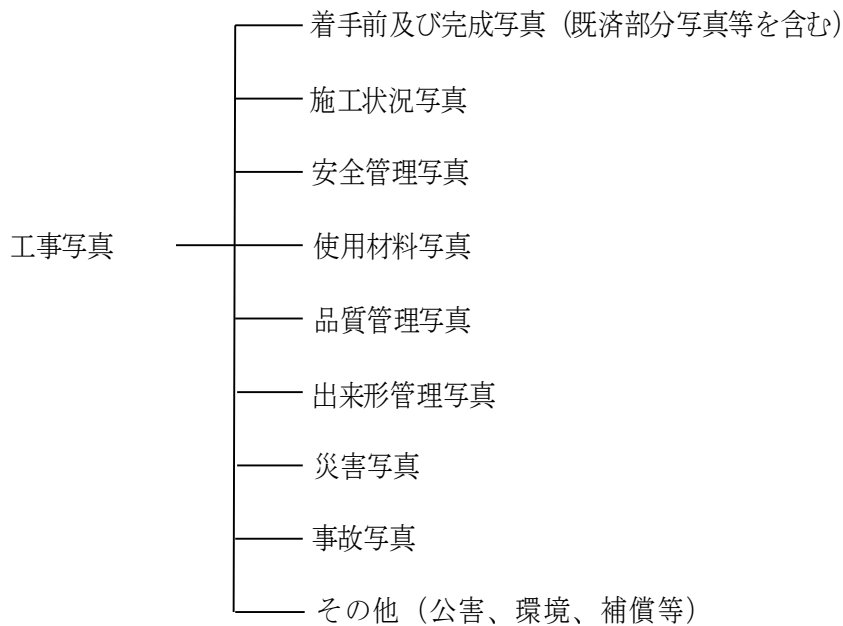 着手前及び完成写真（既済部分写真等を含む）
施工状況写真
安全管理写真
工事写真
使用材料写真
品質管理写真
出来形管理写真
災害写真
事故写真
その他（公害、環境、補償等）